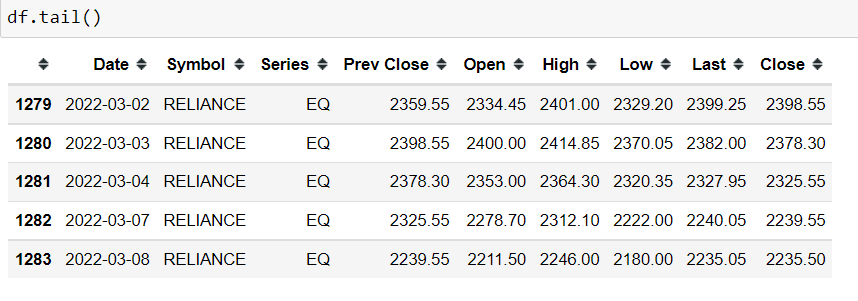 df.tail()
Date Symbol Series Prev Close Open High Low Last Close
1279 2022-03-02 RELIANCE EQ 2359.55 2334.45 2401.00 2329.20 2399.25 2398.55
1280 2022-03-03 RELIANCE EQ 2398.55 2400.00 2414.85 2370.05 2382.00 2378.30
1281 2022-03-04 RELIANCE EQ 2378.30 2353.00 2364.30 2320.35 2327.95 2325.55
1282 2022-03-07 RELIANCE EQ 2325.55 2278.70 2312.10 2222.00 2240.05 2239.55
1283 2022-03-08 RELIANCE EQ 2239.55 2211.50 2246.00 2180.00 2235.05 2235.50